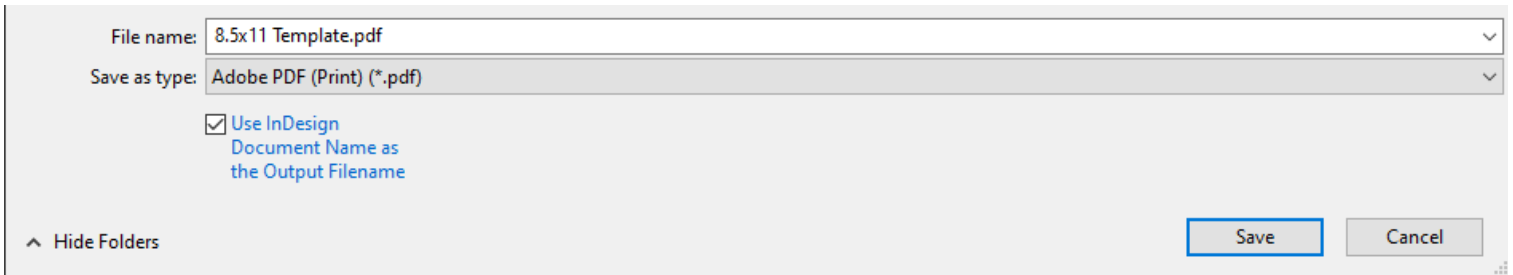 File name: 8.5x11 Template.pdf
Save as type: Adobe PDF (Print) (*.pdf)
Use InDesign
Document Name as
the Output Filename
Hide Folders Save Cancel